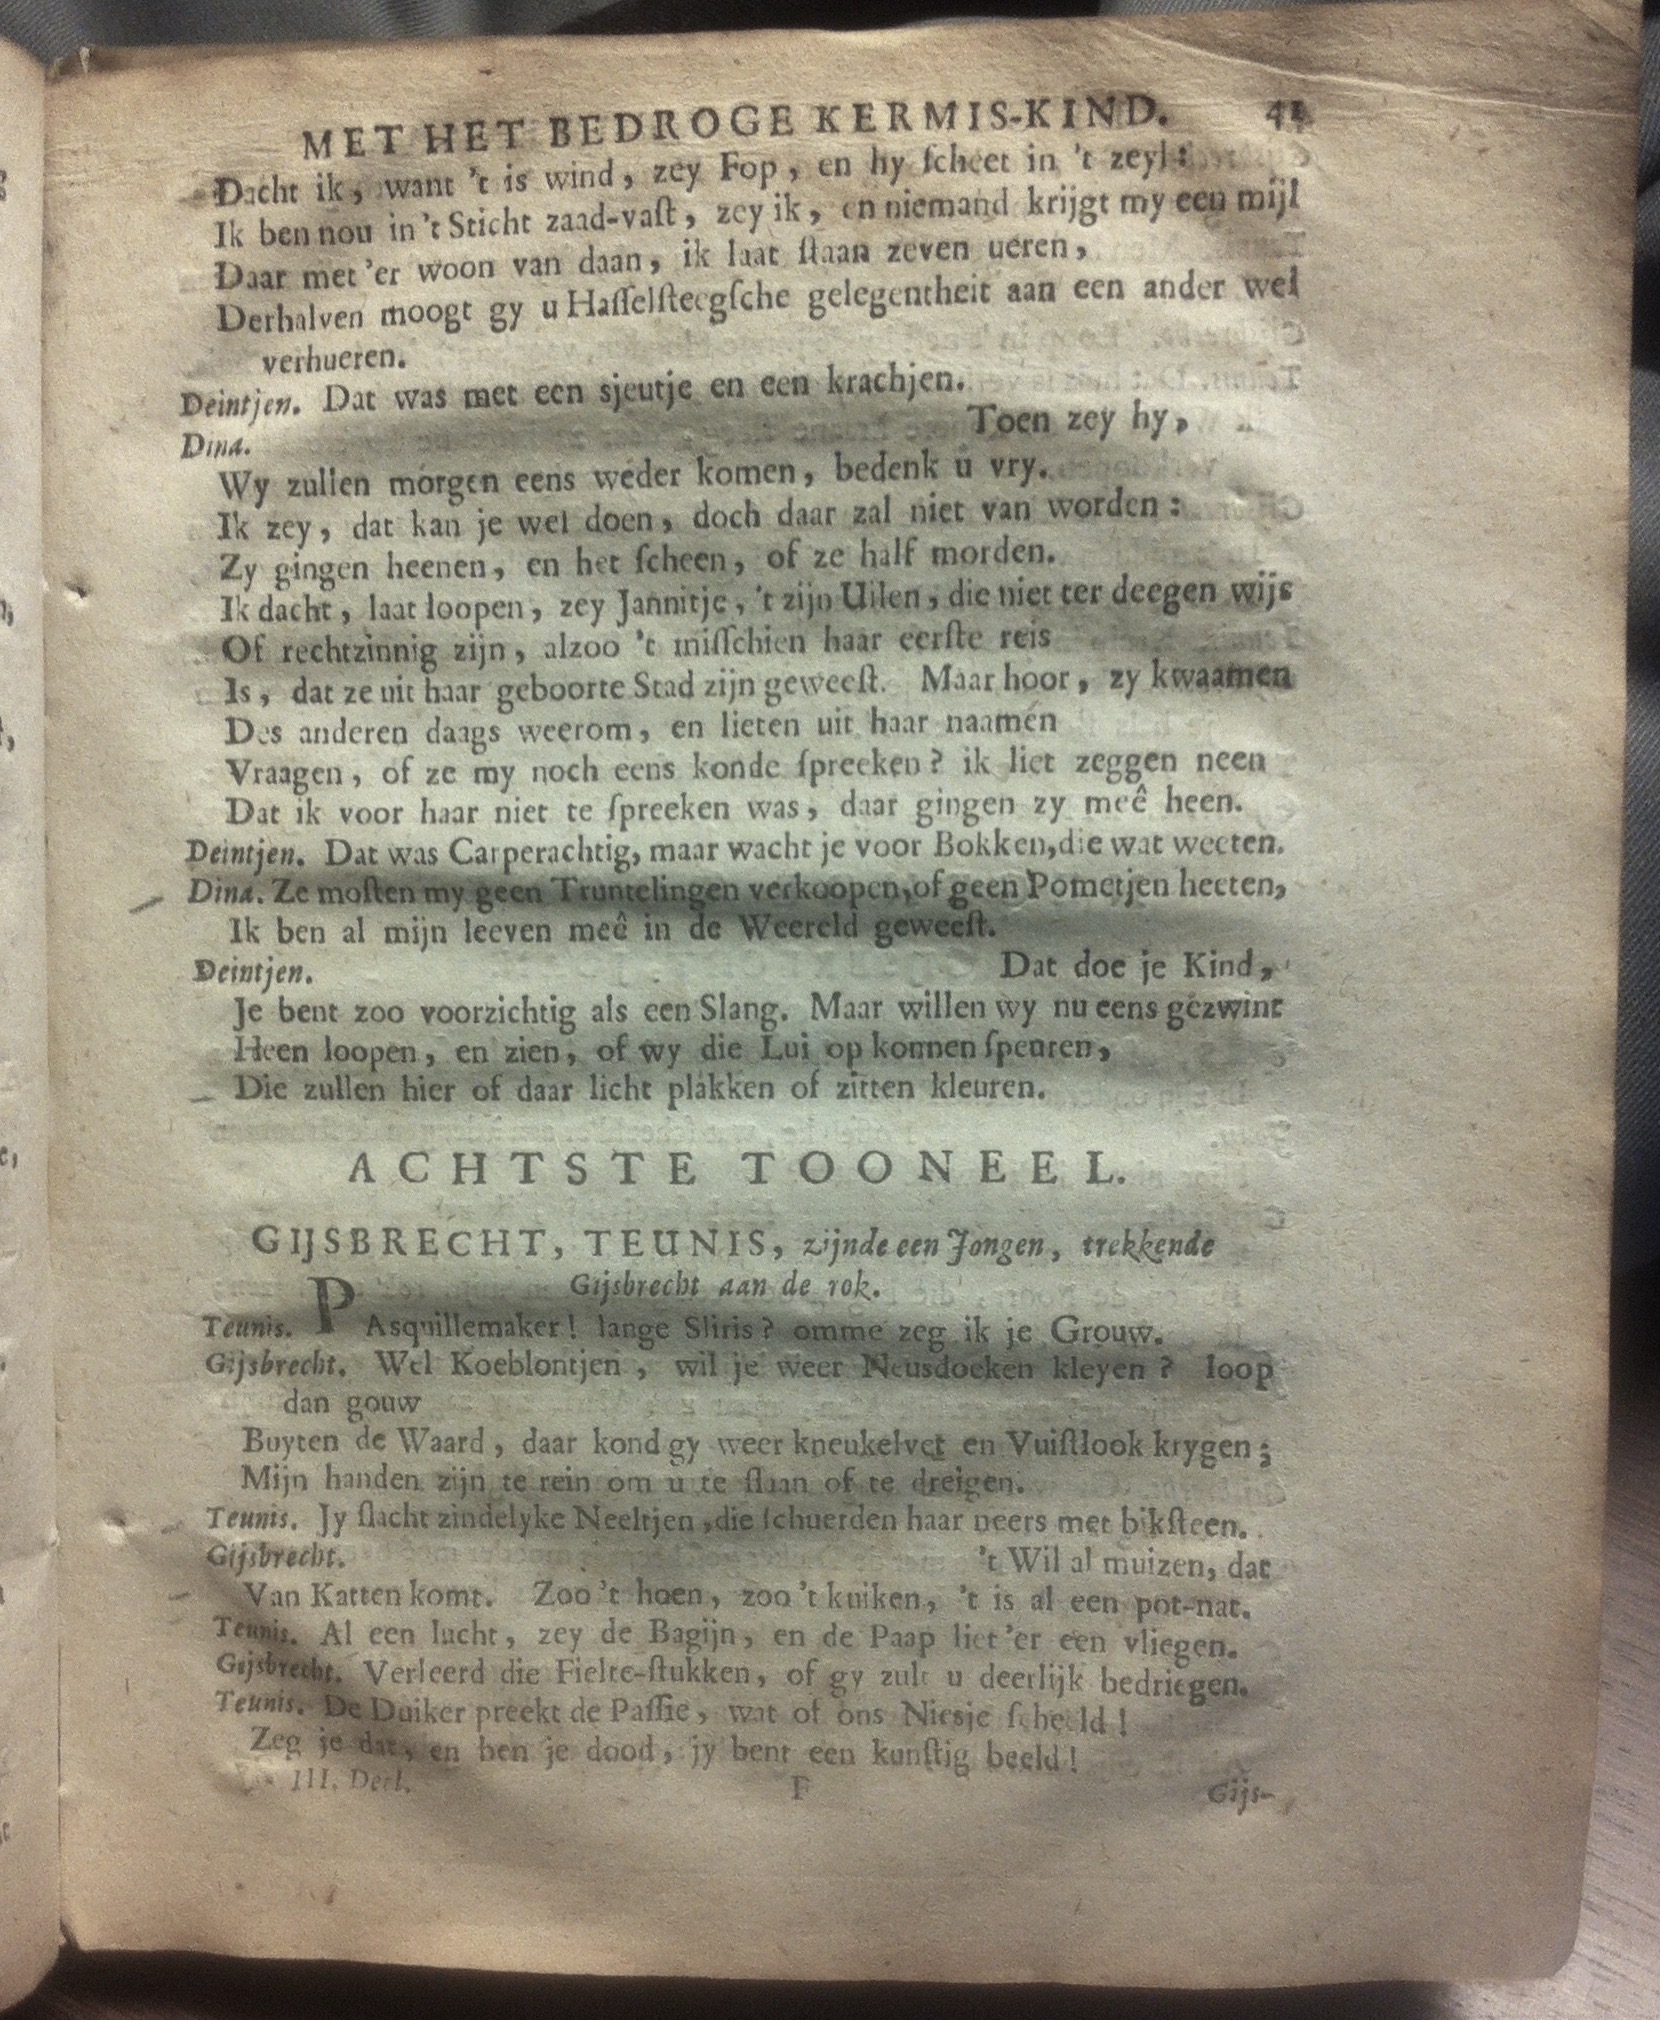 MET HET BEDROGE KERMIS-KIND. 41
Dacht ik, want 't is wind, zey Fop, en hy ſcheet in 't zeyl:
Ik ben nou in 't Sticht zaad-vaſt, zey ik, en niemand krijgt my een mijl
Daar met 'er woon van daan, ik laat ſtaan zeven ueren,
Derhalven moogt gy u Haſſelſteegſche gelegentheit aan een ander wel
verhueren.
Deintjen. Dat was met een sjeutje en een krachjen.
Dina. Toen zey hy,
Wy zullen morgen eens weder komen, bedenk u vry.
Ik zey, dat kan je wel doen, doch daar zal niet van worden:
Zy gingen heenen, en het ſcheen, of ze half morden.
Ik dacht, laat loopen, zey Jannitje, 't zijn Uilen, die niet ter deegen wijs
Of rechtzinnig zijn, alzoo 't miſſchien haar eerſte reis
Is, dat ze uit haar geboorte Stad zijn geweeſt. Maar hoor, zy kwaamen
Des anderen daags weerom, en lieten uit haar naamen
Vraagen, of ze my noch eens konde ſpreeken? ik liet zeggen neen
Dat ik voor haar niet te ſpreeken was, daar gingen zy meê heen.
Deintjen. Dat was Carperachtig, maar wacht je voor Bokken, die wat weeten.
Dina. Ze moſten my geen Truntelingen verkoopen, of geen Pometjen heeten,
Ik ben al mijn leeven meê in de Weereld geweeſt.
Deintjen. Dat doe je Kind,
Je bent zoo voorzichtig als een Slang. Maar willen wy nu eens gezwint
Heen loopen, en zien, of wy die Lui op konnen ſpeuren,
Die zullen hier of daar licht plakken of zitten kleuren.
ACHTSTE TOONEEL.
GIJSBRECHT, TEUNIS, zijnde een Jongen, trekkende
Gijsbrecht aan de rok.
Teunis. PAsquillemaker! lange Sliris? omme zeg ik je Grouw.
Gijsbrecht. Wel Koeblontjen, wil je weer Neusdoeken kleyen? loop
dan gouw
Buyten de Waard, daar kond gy weer kneukelvet en Vuiſtlook krygen;
Mijn handen zijn te rein om u te ſlaan of te dreigen.
Teunis. Jy ſlacht zindelyke Neeltjen, die ſchuerden haar neers met bikſteen.
Gijsbrecht. 't Wil al muizen, dat
Van Katten komt. Zoo 't hoen, zoo 't kuiken, 't is al een pot-nat.
Teunis. Al een lucht, zey de Bagijn, en de Paap liet 'er een vliegen.
Gijsbrecht. Verleerd die Fielte-ſtukken, of gy zult u deerlijk bedriegen.
Teunis. De Duiker preekt de Paſſie, wat of ons Niesje ſcheeld!
Zeg je dat, en ben je dood, jy bent een kunſtig beeld!
III. Deel. F Gijs-